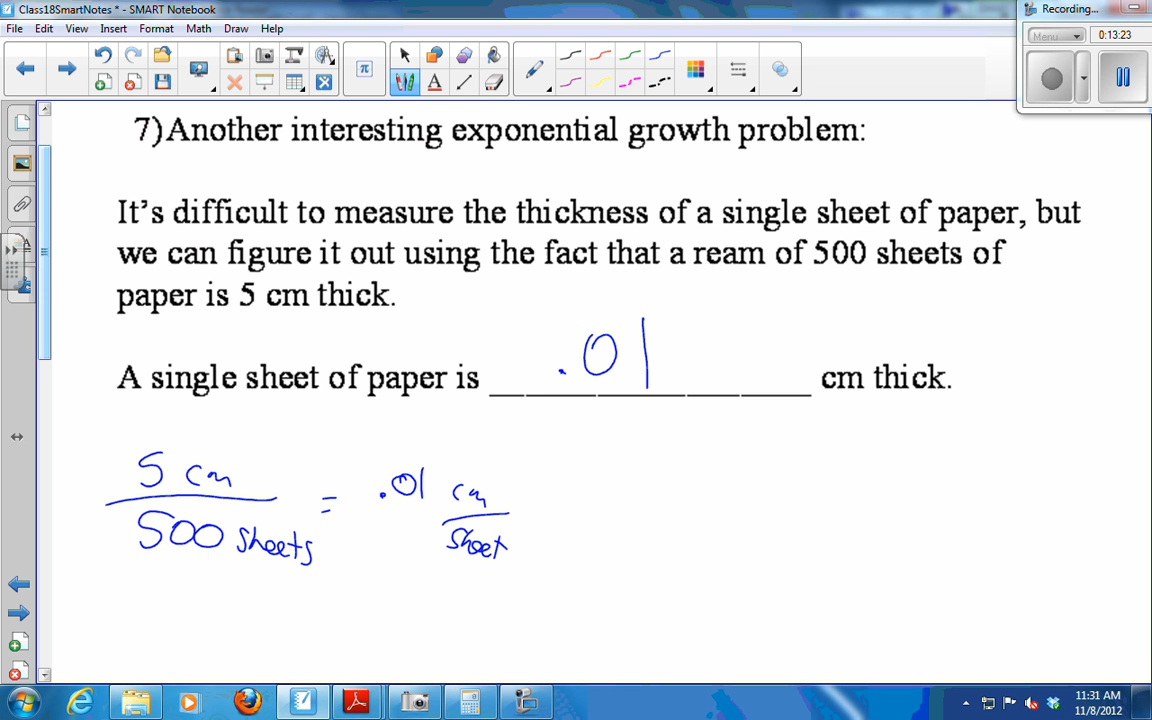 Class18SmartNotes * - SMART Notebook
Recording...
File Edit View Insert Format Math Draw Help
Menu
0:13:23
π
A
7)Another interesting exponential growth problem:
It's difficult to measure the thickness of a single sheet of paper, but
we can figure it out using the fact that a ream of 500 sheets of
paper is 5 cm thick.
.01
A single sheet of paper is ____________ cm thick.
5 cm
500 sheets
= .01 cm
sheet
11:31 AM
11/8/2012